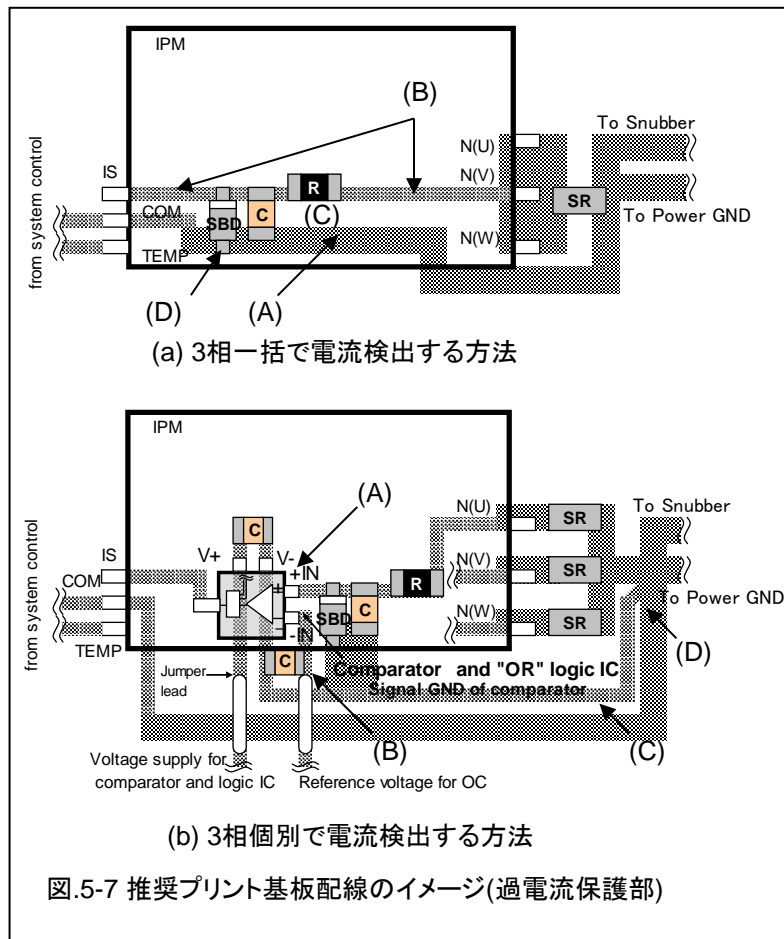 IPM
(B)
To Snubber
N(U)
IS
N(V)
R
SR
COM
(C)
SBD
C
To Power GND
TEMP
N(W)
from system control
(D)
(A)
(a) 3相一括で電流検出する方法
IPM
(A)
C
N(U)
SR
To Snubber
IS
V+
V-
+IN
COM
R
N(V)
SR
To Power GND
SBD
C
N(W)
SR
-IN
(D)
from system control
TEMP
C
Comparator and "OR" logic IC
Jumper
lead
Signal GND of comparator
(B)
(C)
Voltage supply for
comparator and logic IC
Reference voltage for OC
(b) 3相個別で電流検出する方法
図.5-7 推奨プリント基板配線のイメージ(過電流保護部)